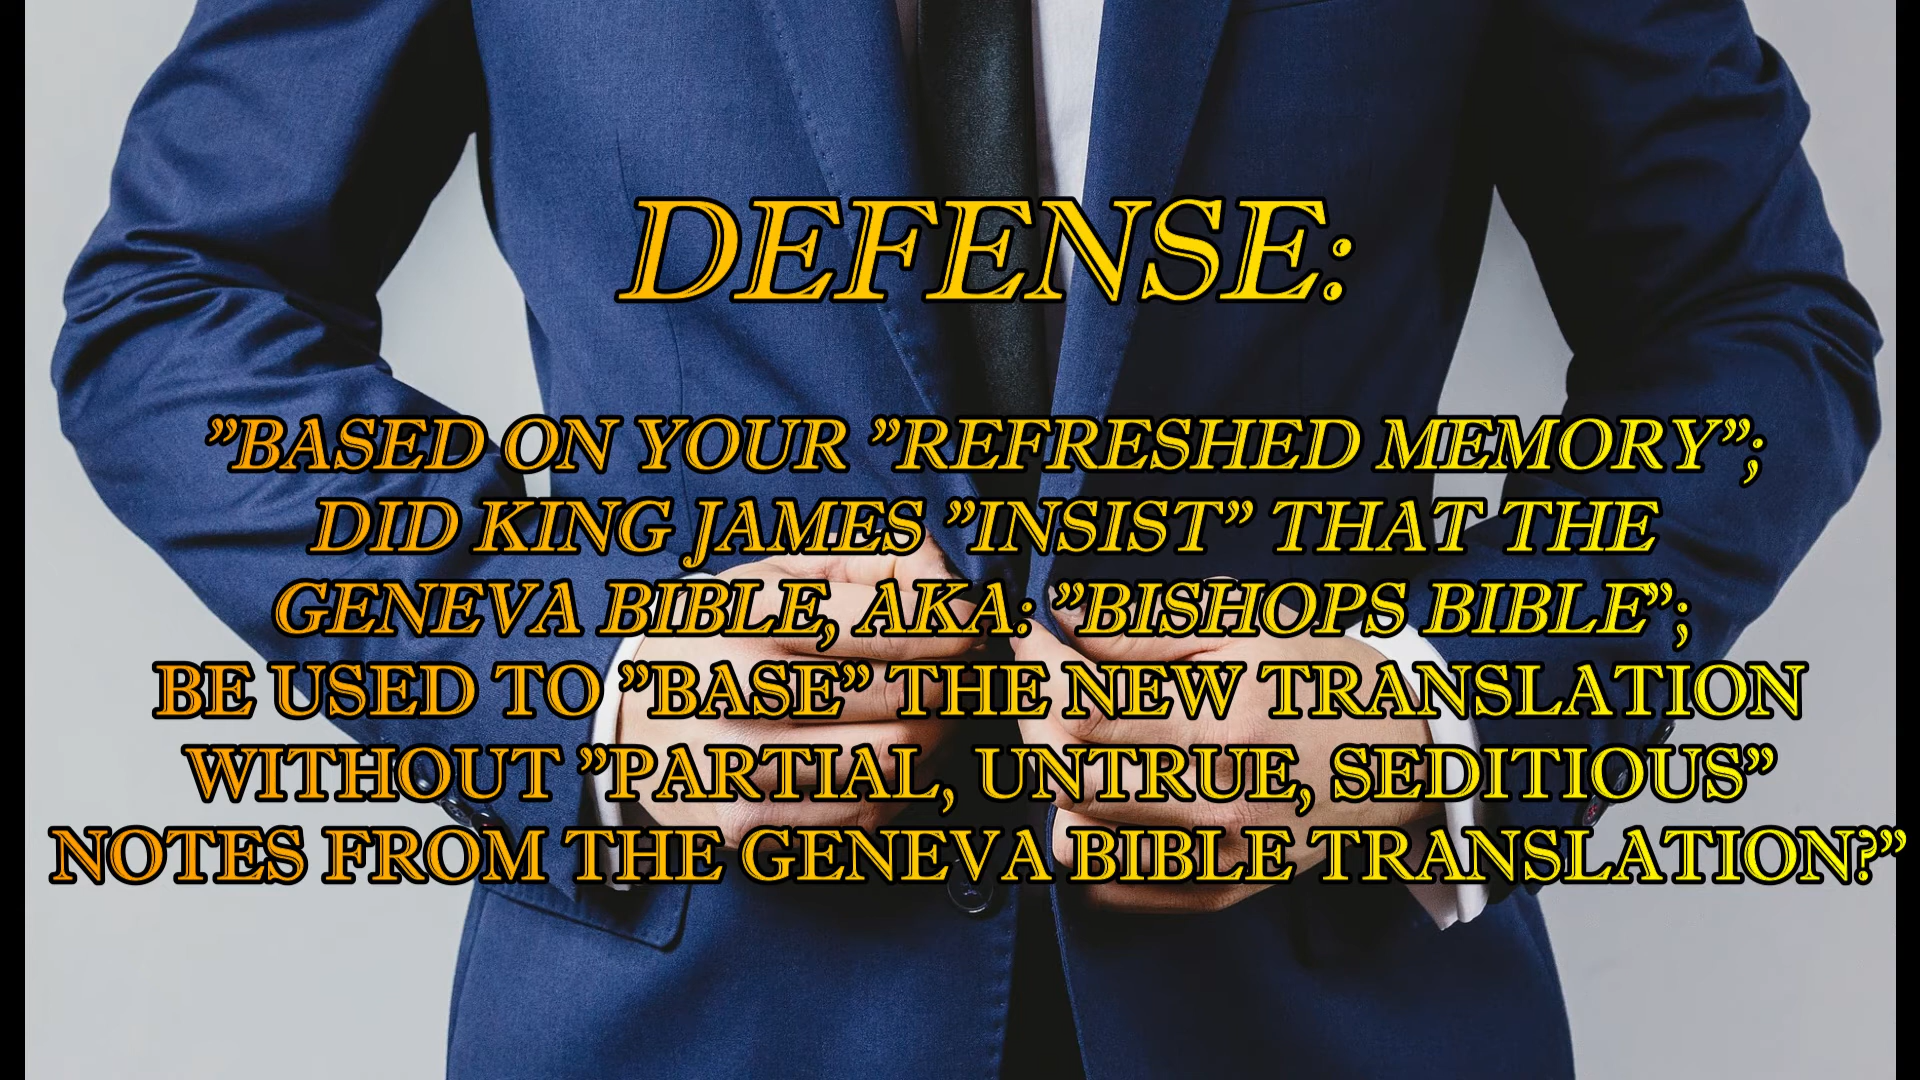 DEFENSE:
”BASED ON YOUR ”REFRESHED MEMORY”;
DID KING JAMES ”INSIST” THAT THE
GENEVA BIBLE, AKA: ”BISHOPS BIBLE”;
BE USED TO ”BASE” THE NEW TRANSLATION
WITHOUT ”PARTIAL, UNTRUE, SEDITIOUS”
NOTES FROM THE GENEVA BIBLE TRANSLATION?”